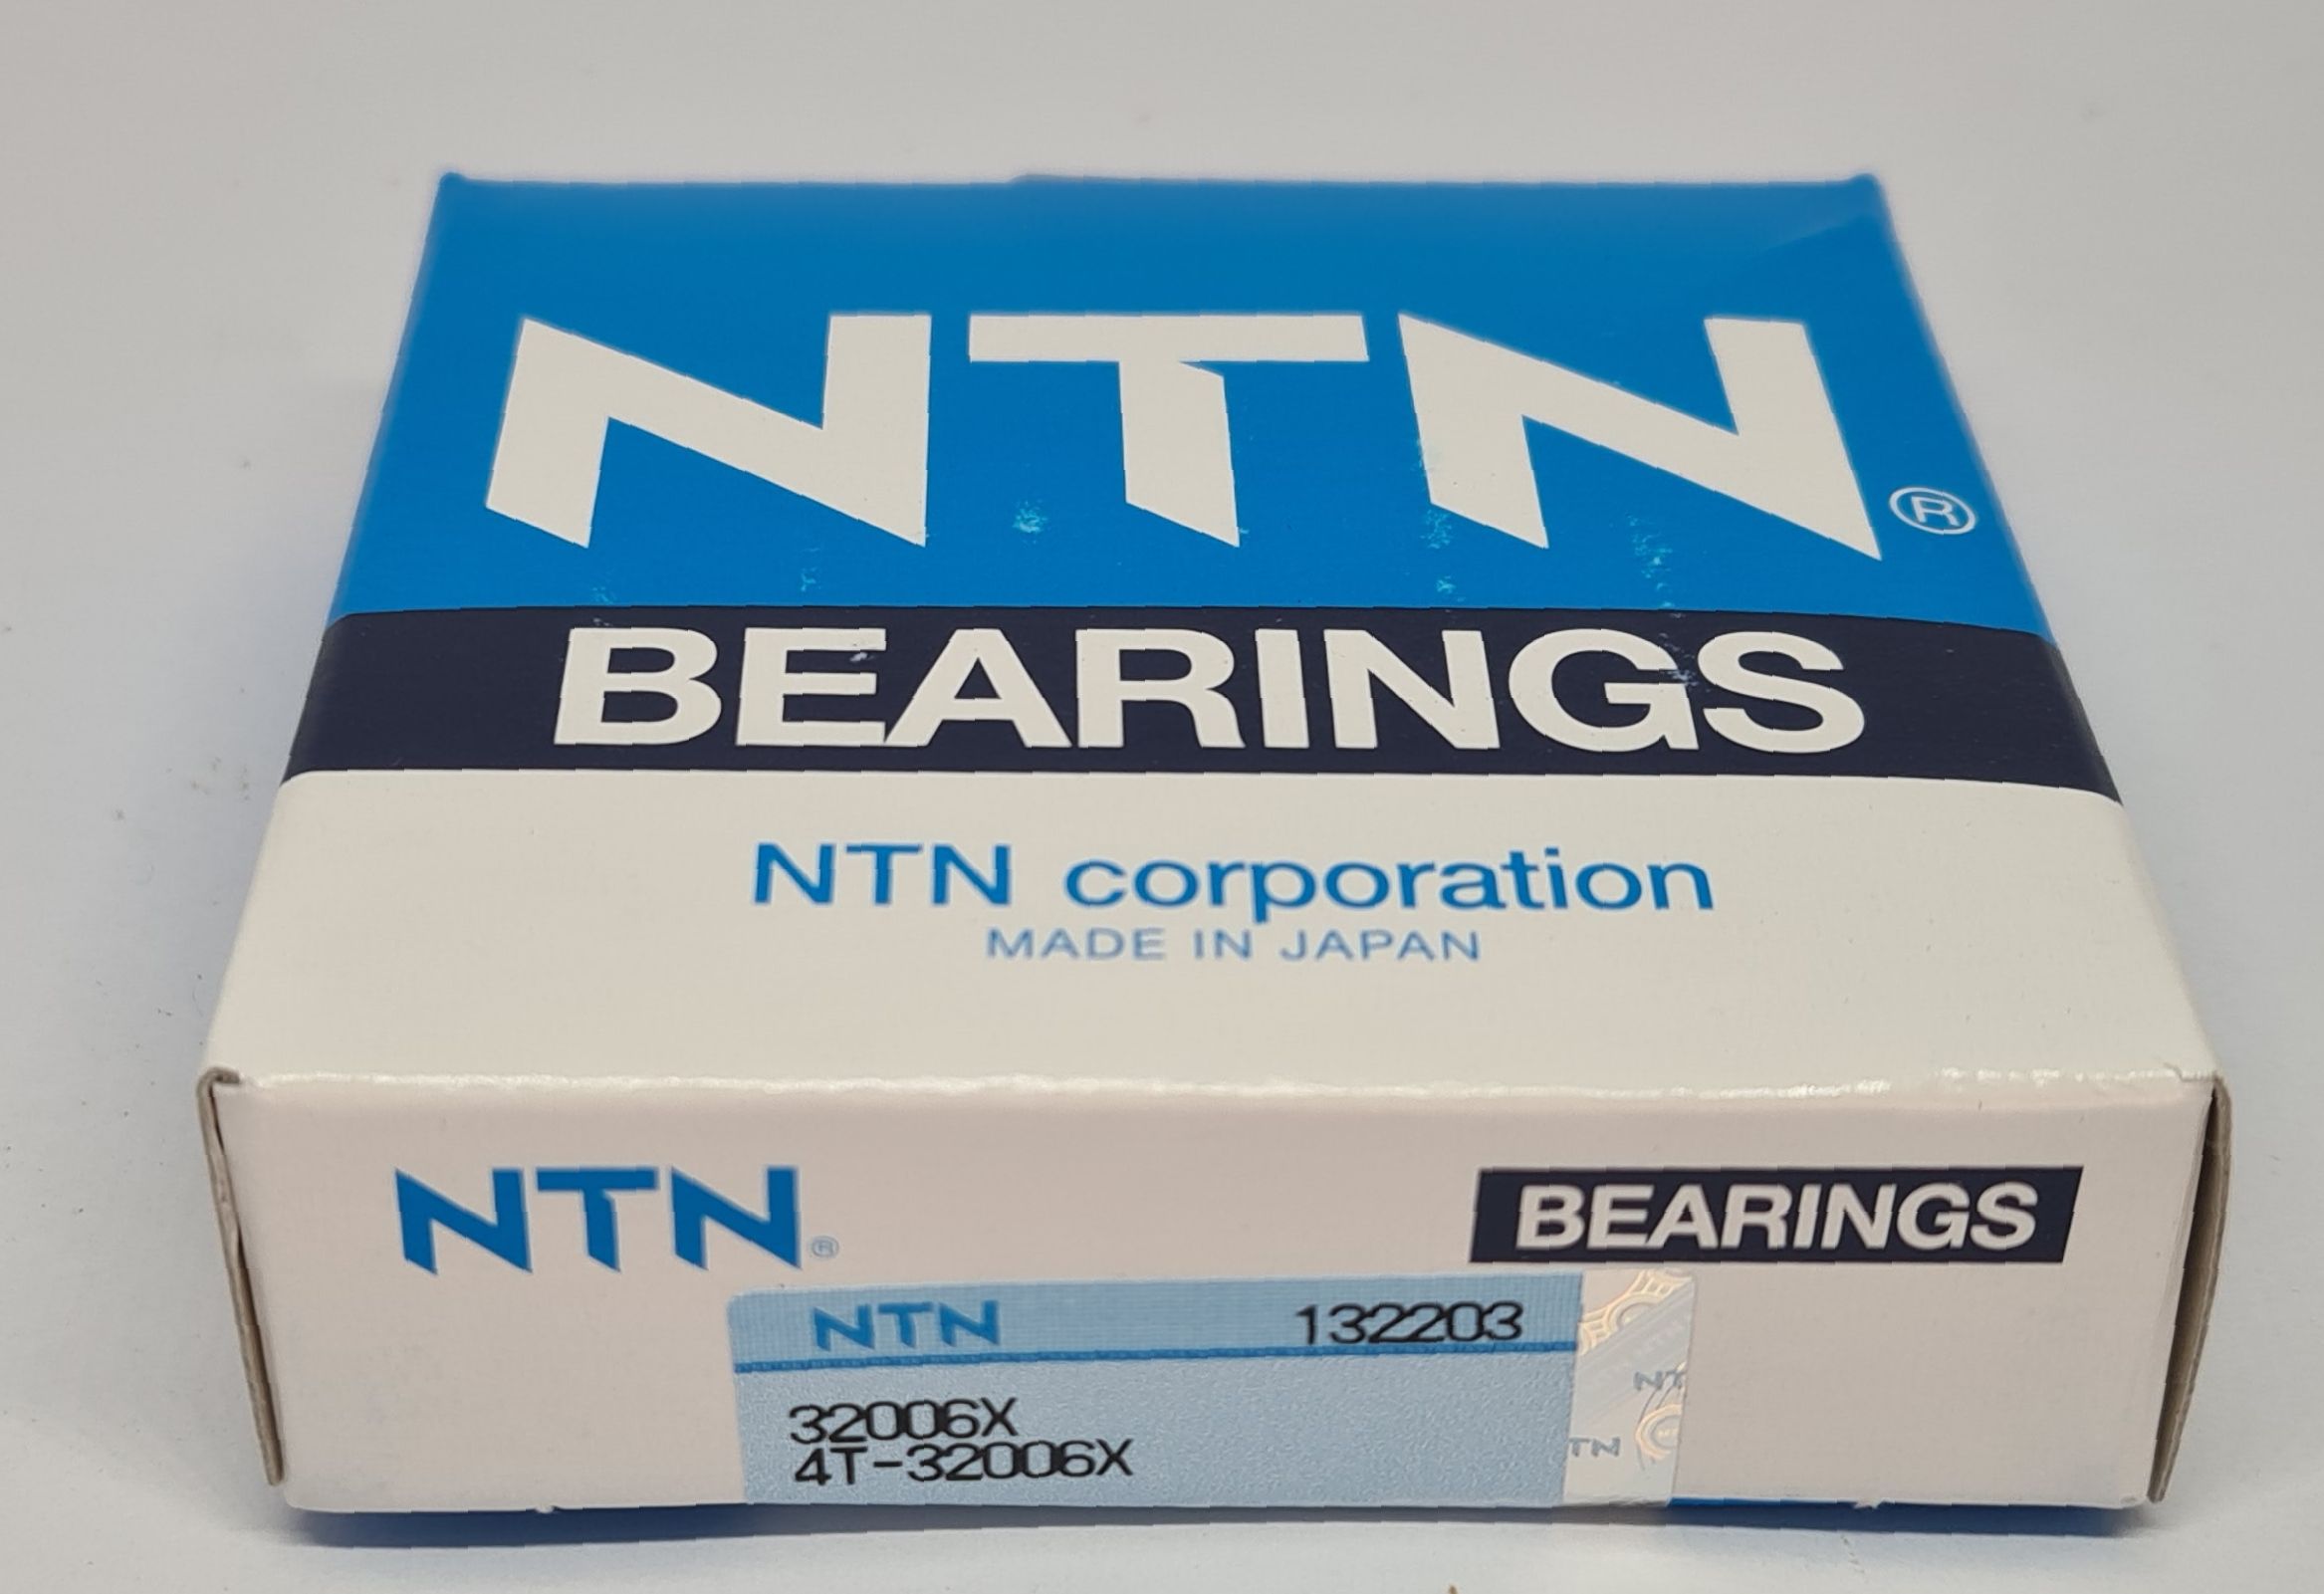 NTN®
BEARINGS
NTN corporation
MADE IN JAPAN
NTN® BEARINGS
NTN 132203
32006X
4T-32006X